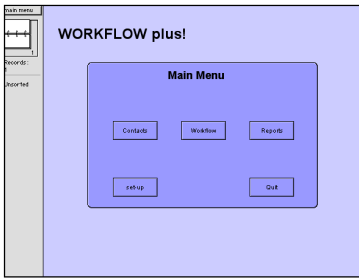 main menu
Records:
Unsorted
WORKFLOW plus!
Main Menu
Contacts
Workflow
Reports
set-up
Quit